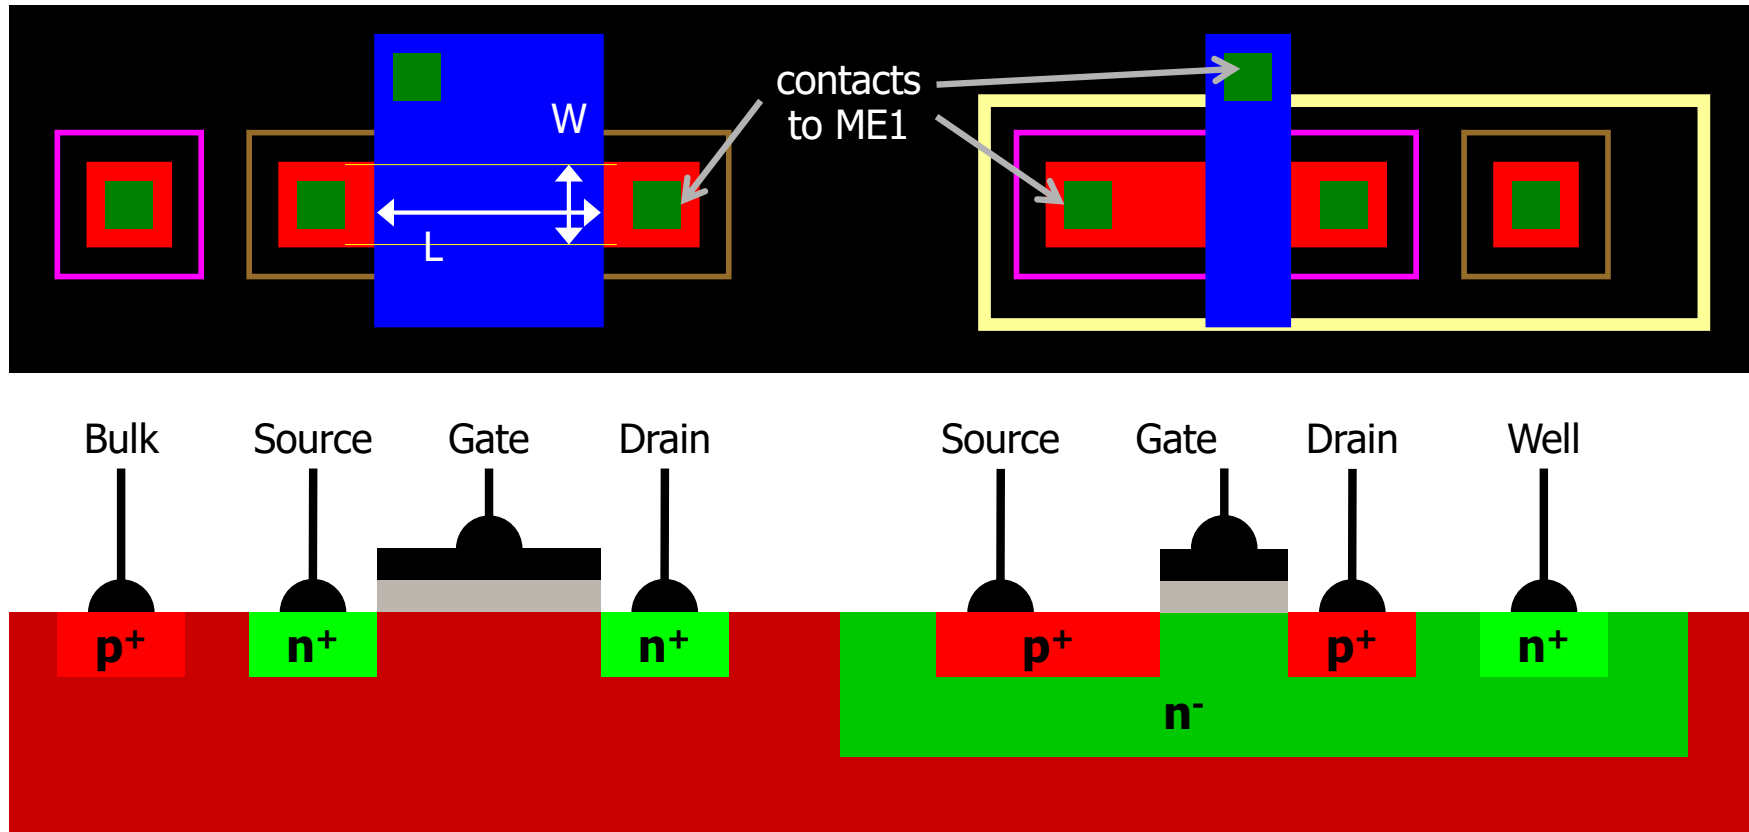 contacts
to ME1
W
L
Bulk
Source
Gate
Drain
Source
Gate
Drain
Well
p+
n+
n+
p+
p+
n+
n-